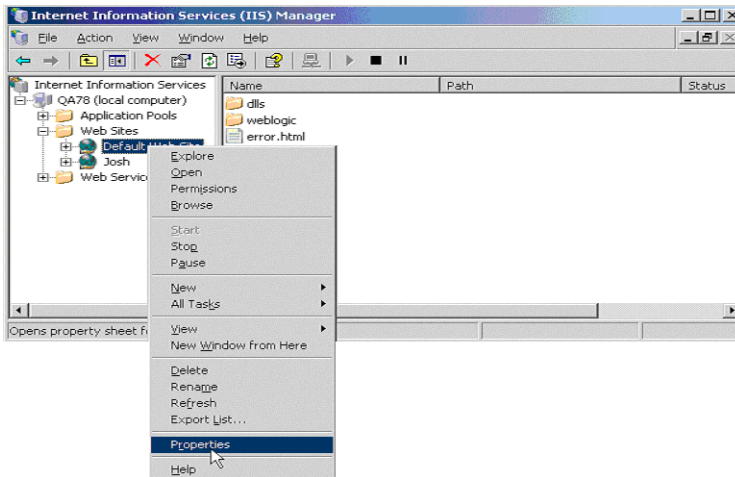 Internet Information Services (IIS) Manager
File Action View Window Help
Internet Information Services
QA78 (local computer)
Application Pools
Web Sites
Default Web Site
Josh
Web Servic
Name Path Status
dlls
weblogic
error.html
Explore
Open
Permissions
Browse
Start
Stop
Pause
New
All Tasks
View
New Window from Here
Delete
Rename
Refresh
Export List...
Properties
Help
Opens property sheet f